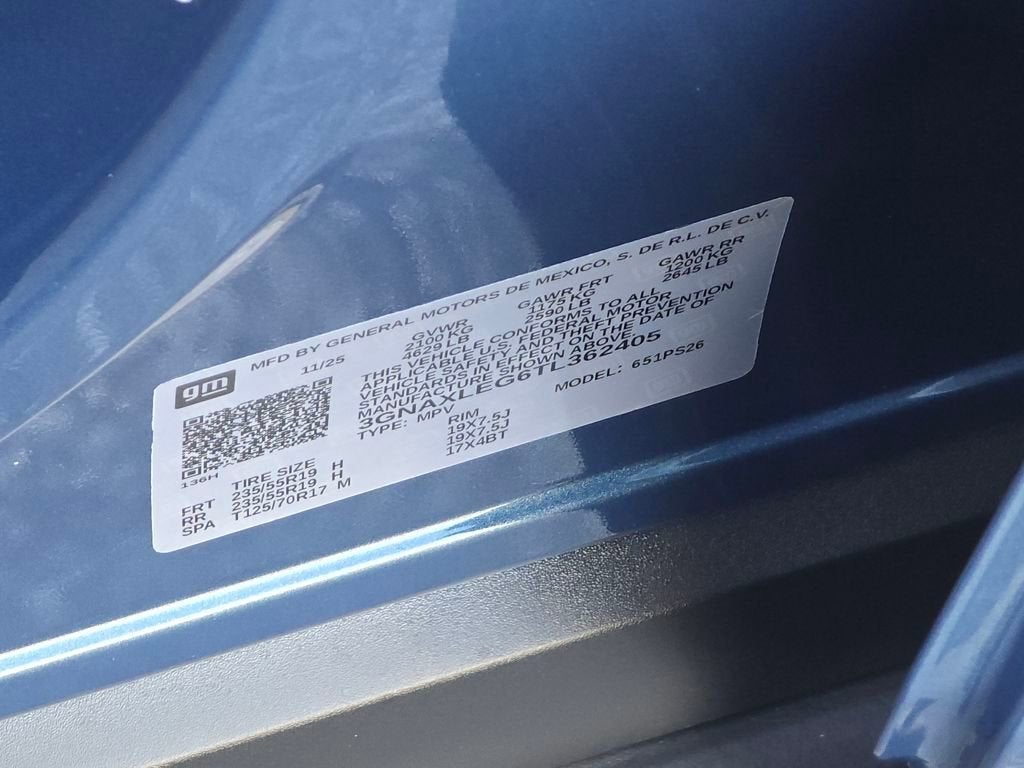 gm
MFD BY GENERAL MOTORS DE MEXICO, S. DE R.L. DE C.V.
11/25
GVWR GAWR FRT GAWR RR
2100 KG 1175 KG 1200 KG
4629 LB 2590 LB 2645 LB
THIS VEHICLE CONFORMS TO ALL
APPLICABLE U.S. FEDERAL MOTOR
VEHICLE SAFETY AND THEFT PREVENTION
STANDARDS IN EFFECT ON THE DATE OF
MANUFACTURE SHOWN ABOVE.
3GNAXLEG6TL362405
TYPE: MPV MODEL: 651PS26
136H
TIRE SIZE RIM
FRT 235/55R19 H 19X7.5J
RR 235/55R19 H 19X7.5J
SPA T125/70R17 M 17X4BT